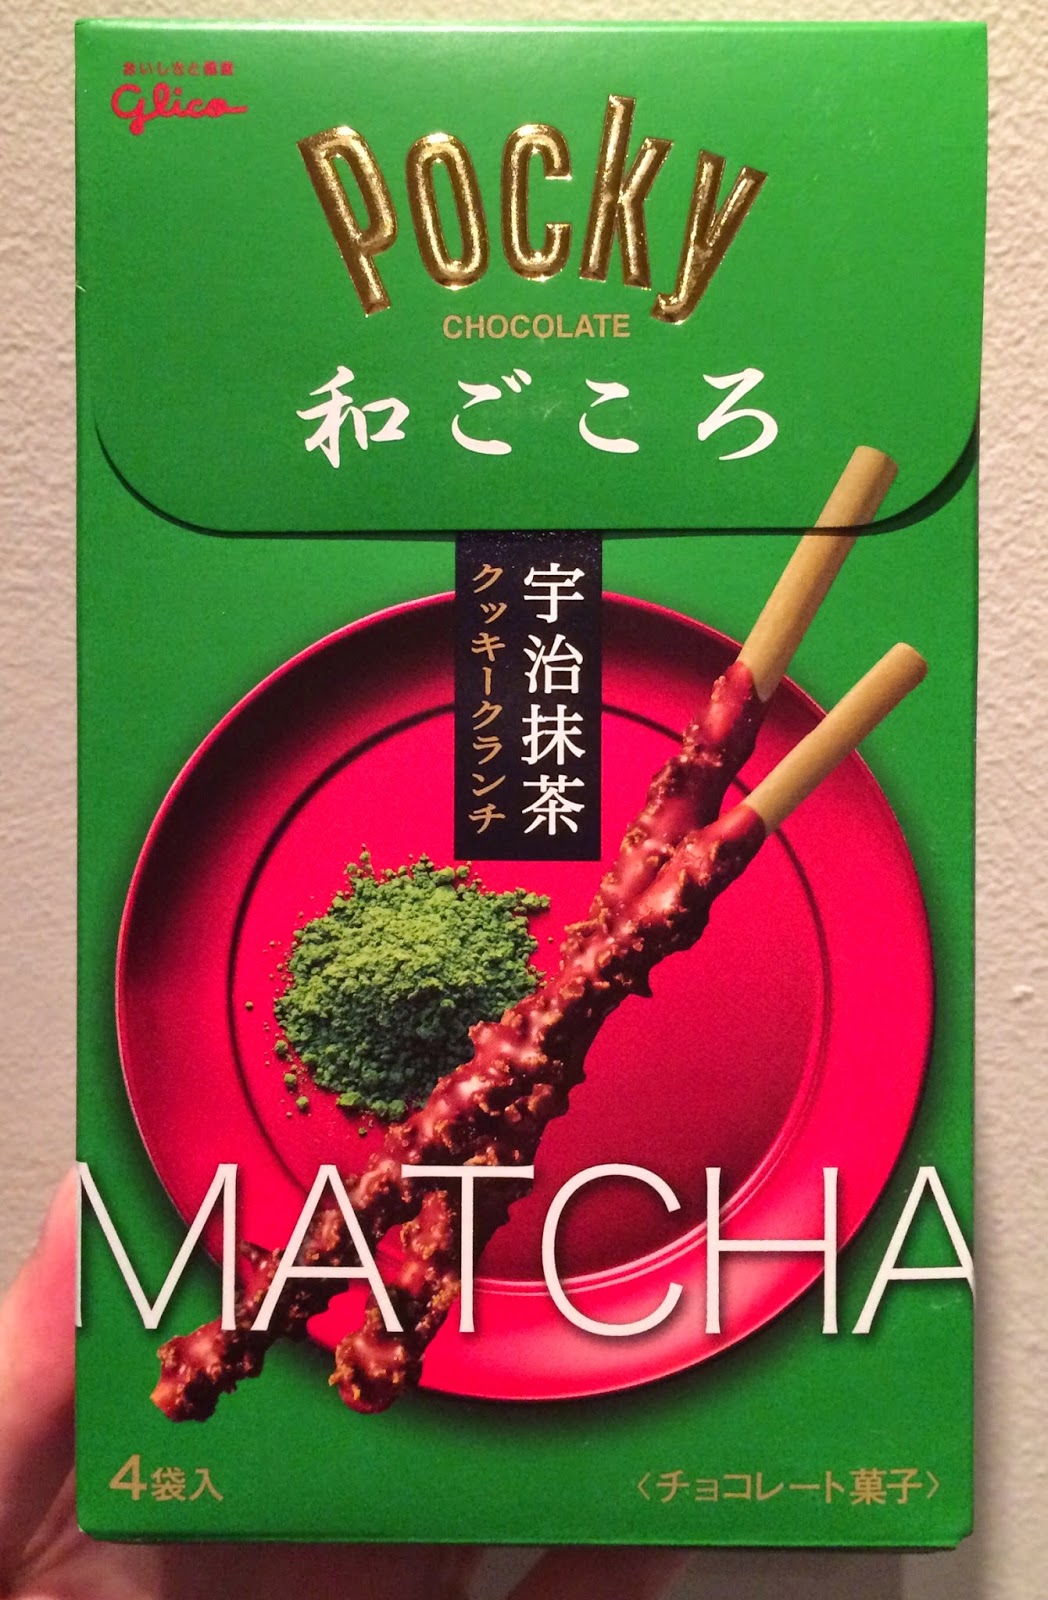 おいしさと健康
Glico
Pocky
CHOCOLATE
和ごころ
宇治抹茶
クッキークランチ
MATCHA
4袋入
〈チョコレート菓子〉